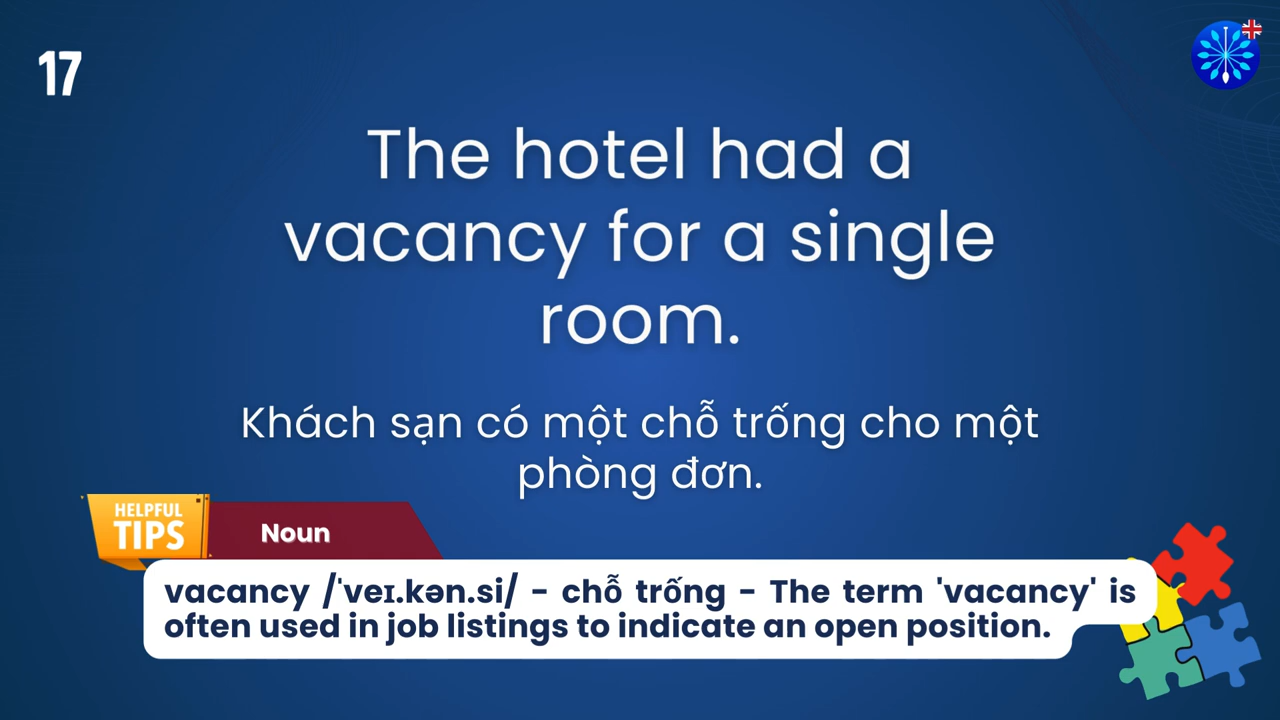 17
The hotel had a
vacancy for a single
room.
Khách sạn có một chỗ trống cho một
phòng đơn.
HELPFUL
TIPS
Noun
vacancy /ˈveɪ.kən.si/ - chỗ trống - The term 'vacancy' is
often used in job listings to indicate an open position.